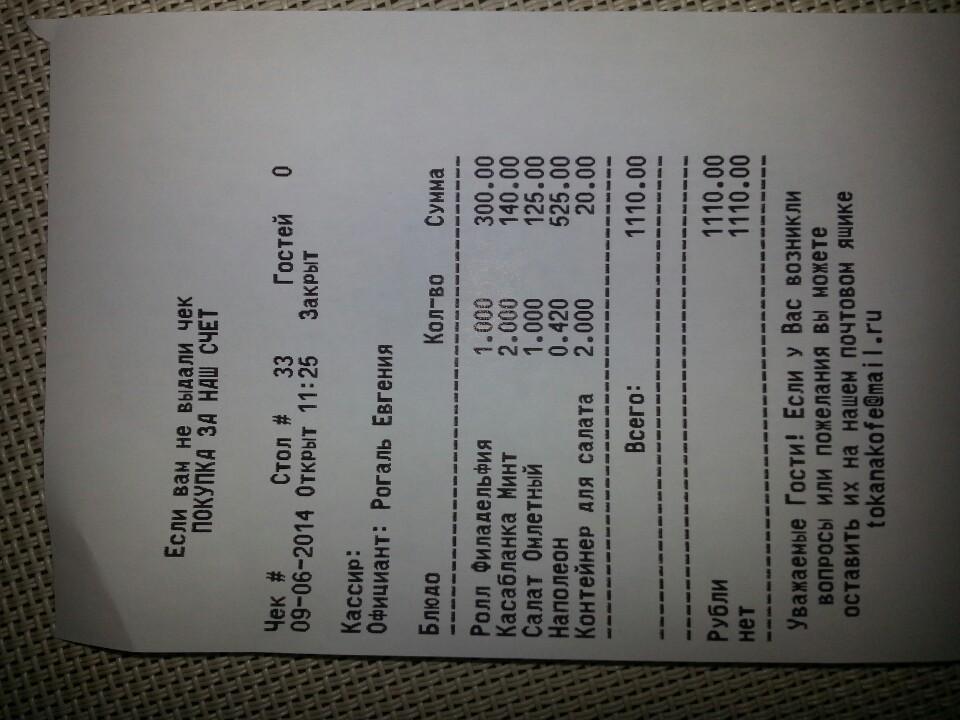 Если вам не выдали чек
ПОКУПКА ЗА НАШ СЧЕТ
Чек # Стол # 33 Гостей 0
09-06-2014 Открыт 11:25 Закрыт
Кассир:
Официант: Рогаль Евгения
Блюдо Кол-во Сумма
Ролл Филадельфия 1.000 300.00
Касабланка Минт 2.000 140.00
Салат Омлетный 1.000 125.00
Наполеон 0.420 525.00
Контейнер для салата 2.000 20.00
Всего: 1110.00
Рубли 1110.00
нет 1110.00
Уважаемые Гости! Если у Вас возникли
вопросы или пожелания вы можете
оставить их на нашем почтовом ящике
tokanakofe@mail.ru